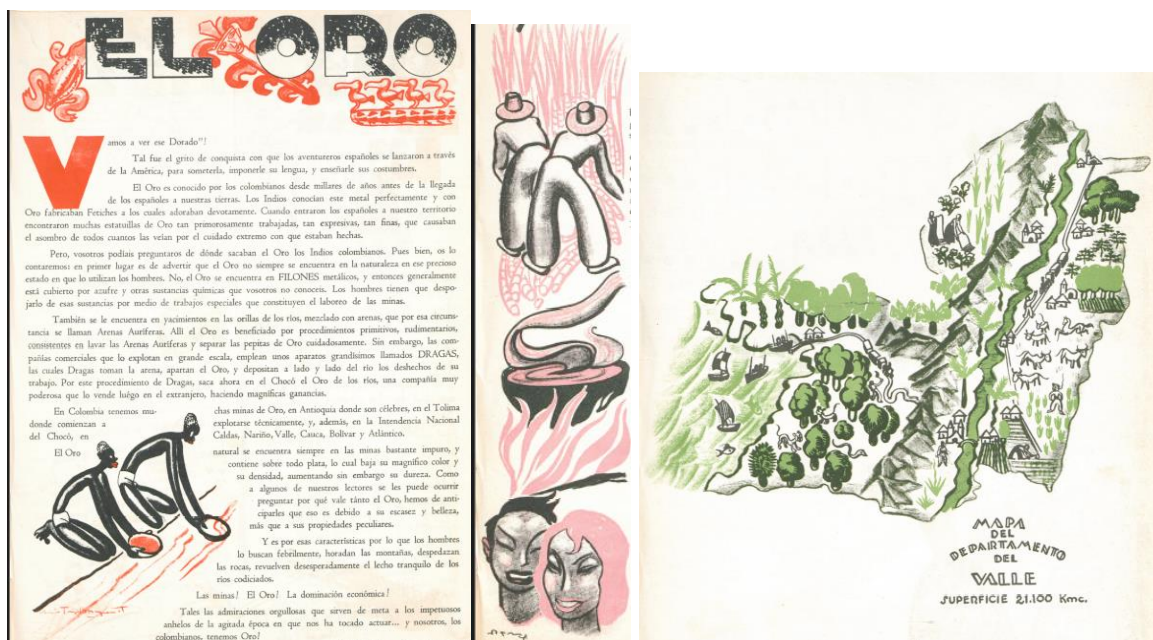 EL ORO
Vamos a ver ese Dorado"!
Tal fue el grito de conquista con que los aventureros españoles se lanzaron a través
de la América, para someterla, imponerle su lengua, y enseñarle sus costumbres.
El Oro es conocido por los colombianos desde millares de años antes de la llegada
de los españoles a nuestras tierras. Los Indios conocían este metal perfectamente y con
Oro fabricaban Fetiches a los cuales adoraban devotamente. Cuando entraron los españoles a nuestro territorio
encontraron muchas estatuillas de Oro tan primorosamente trabajadas, tan expresivas, tan finas, que causaban
el asombro de todos cuantos las veían por el cuidado extremo con que estaban hechas.
Pero, vosotros podíais preguntaros de dónde sacaban el Oro los Indios colombianos. Pues bien, os lo
contaremos: en primer lugar es de advertir que el Oro no siempre se encuentra en la naturaleza en ese precioso
estado en que lo utilizan los hombres. No, el Oro se encuentra en FILONES metálicos, y entonces generalmente
está cubierto por azufre y otras sustancias químicas que vosotros no conoceis. Los hombres tienen que despo-
jarlo de esas sustancias por medio de trabajos especiales que constituyen el laboreo de las minas.
También se le encuentra en yacimientos en las orillas de los ríos, mezclado con arenas, que por esa circuns-
tancia se llaman Arenas Auríferas. Allí el Oro es beneficiado por procedimientos primitivos, rudimentarios,
consistentes en lavar las Arenas Auríferas y separar las pepitas de Oro cuidadosamente. Sin embargo, las com-
pañías comerciales que lo explotan en grande escala, emplean unos aparatos grandísimos llamados DRAGAS,
las cuales Dragas toman la arena, apartan el Oro, y depositan a lado y lado del río los deshechos de su
trabajo. Por este procedimiento de Dragas, saca ahora en el Chocó el Oro de los ríos, una compañía muy
poderosa que lo vende luégo en el extranjero, haciendo magníficas ganancias.
En Colombia tenemos mu- chas minas de Oro, en Antioquia donde son célebres, en el Tolima
donde comienzan a explotarse técnicamente, y, además, en la Intendencia Nacional
del Chocó, en Caldas, Nariño, Valle, Cauca, Bolívar y Atlántico.
El Oro natural se encuentra siempre en las minas bastante impuro, y
contiene sobre todo plata, lo cual baja su magnífico color y
su densidad, aumentando sin embargo su dureza. Como
a algunos de nuestros lectores se les puede ocurrir
preguntar por qué vale tánto el Oro, hemos de anti-
ciparles que eso es debido a su escasez y belleza,
más que a sus propiedades peculiares.
Y es por esas características por lo que los hombres
lo buscan febrilmente, horadan las montañas, despedazan
las rocas, revuelven desesperadamente el lecho tranquilo de los
ríos codiciados.
Las minas! El Oro! La dominación económica!
Tales las admiraciones orgullosas que sirven de meta a los impetuosos
anhelos de la agitada época en que nos ha tocado actuar... y nosotros, los
colombianos, tenemos Oro!
MAPA
DEL
DEPARTAMENTO
DEL
VALLE
SUPERFICIE 21.100 Kmc.